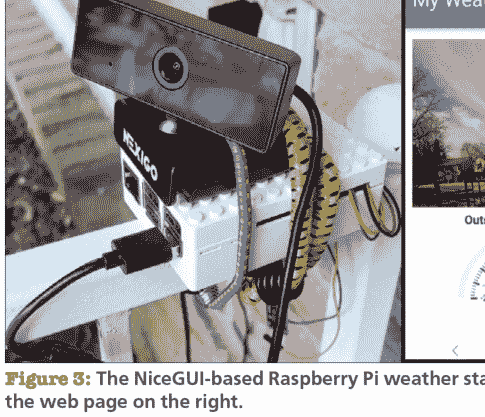 My Wea
NEXIGO
Outs
Figure 3: The NiceGUI-based Raspberry Pi weather sta
the web page on the right.